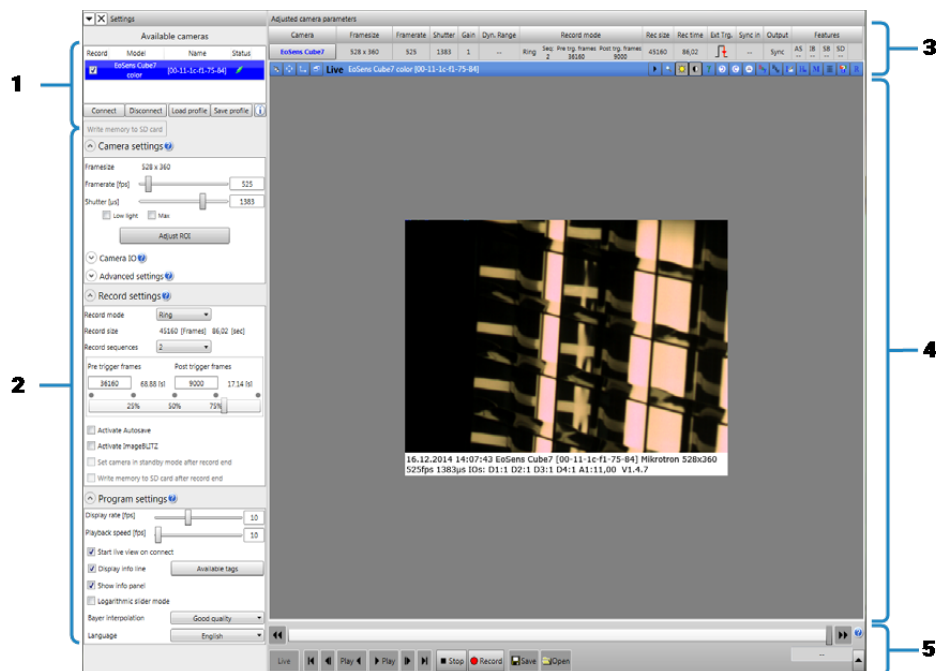 Settings
Available cameras
Record Model Name Status
EoSens Cube7 color [00-11-1c-f1-75-84]
Connect Disconnect Load profile Save profile i
Write memory to SD card
Camera settings
Framesize 528 x 360
Framerate [fps] 525
Shutter [µs] 1383
Low light Max
Adjust ROI
Camera IO
Advanced settings
Record settings
Record mode Ring
Record size 45160 [Frames] 86,02 [sec]
Record sequences 2
Pre trigger frames Post trigger frames
36160 68.88 [s] 9000 17.14 [s]
25% 50% 75%
Activate Autosave
Activate ImageBLITZ
Set camera in standby mode after record end
Write memory to SD card after record end
Program settings
Display rate [fps] 10
Playback speed [fps] 10
Start live view on connect
Display info line Available tags
Show info panel
Logarithmic slider mode
Bayer interpolation Good quality
Language English
1
2
Adjusted camera parameters
Camera Framesize Framerate Shutter Gain Dyn. Range Record mode Rec size Rec time Ext Trg. Sync in Output Features
EoSens Cube7 528 x 360 525 1383 1 -- Ring Seq: 2 Pre trg. frames 36160 Post trg. frames 9000 45160 86,02 -- Sync AS -- IB -- SB -- SD --
Live EoSens Cube7 color [00-11-1c-f1-75-84]
3
16.12.2014 14:07:43 EoSens Cube7 [00-11-1c-f1-75-84] Mikrotron 528x360
525fps 1383µs IOs: D1:1 D2:1 D3:1 D4:1 A1:11,00 V1.4.7
4
Live Play Play Stop Record Save Open --
5